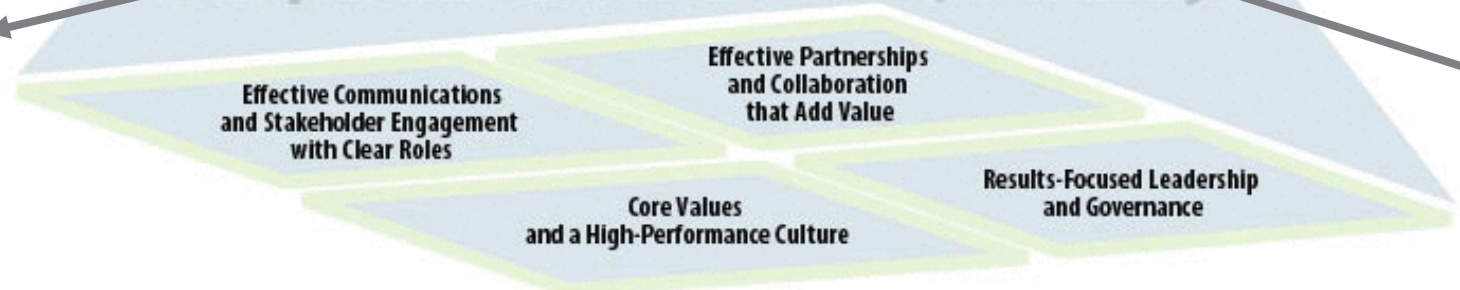 Effective Partnerships
and Collaboration
that Add Value
Effective Communications
and Stakeholder Engagement
with Clear Roles
Results-Focused Leadership
and Governance
Core Values
and a High-Performance Culture